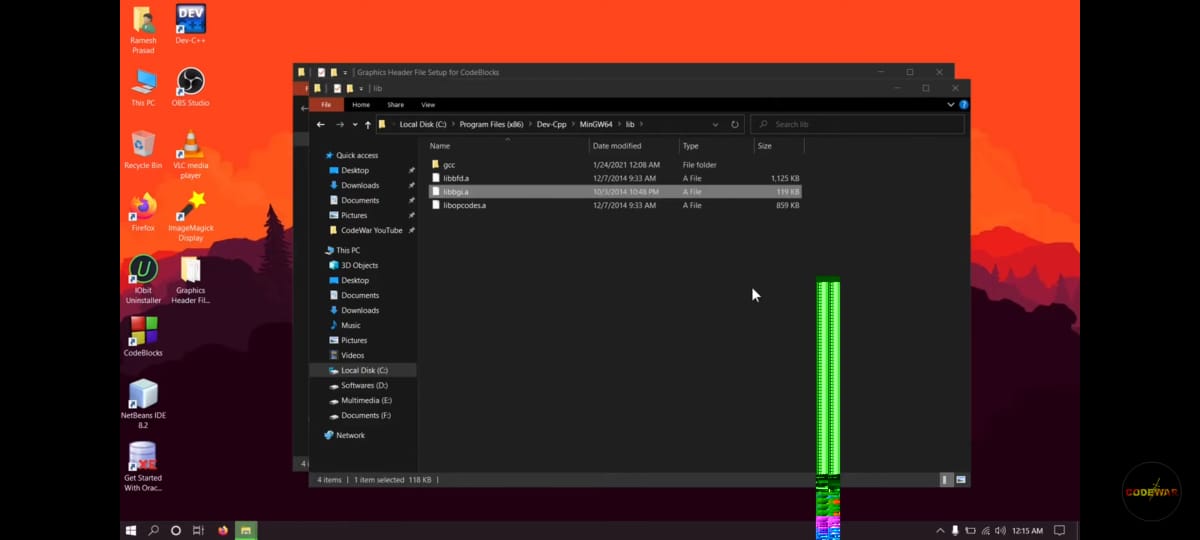 Ramesh
Prasad
Dev-C++
This PC
OBS Studio
Recycle Bin
VLC media
player
Firefox
ImageMagick
Display
IObit
Uninstaller
Graphics
Header Fil...
CodeBlocks
NetBeans IDE
8.2
Get Started
With Orac...
Graphics Header File Setup for CodeBlocks
lib
File Home Share View
Local Disk (C:) Program Files (x86) Dev-Cpp MinGW64 lib
Search lib
Name Date modified Type Size
gcc 1/24/2021 12:08 AM File folder
libbfd.a 12/7/2014 9:33 AM A File 1,125 KB
libbgi.a 10/3/2014 10:48 PM A File 119 KB
libopcodes.a 12/7/2014 9:33 AM A File 859 KB
Quick access
Desktop
Downloads
Documents
Pictures
CodeWar YouTube
This PC
3D Objects
Desktop
Documents
Downloads
Music
Pictures
Videos
Local Disk (C:)
Softwares (D:)
Multimedia (E:)
Documents (F:)
Network
4 items 1 item selected 118 KB
12:15 AM
CODEWAR